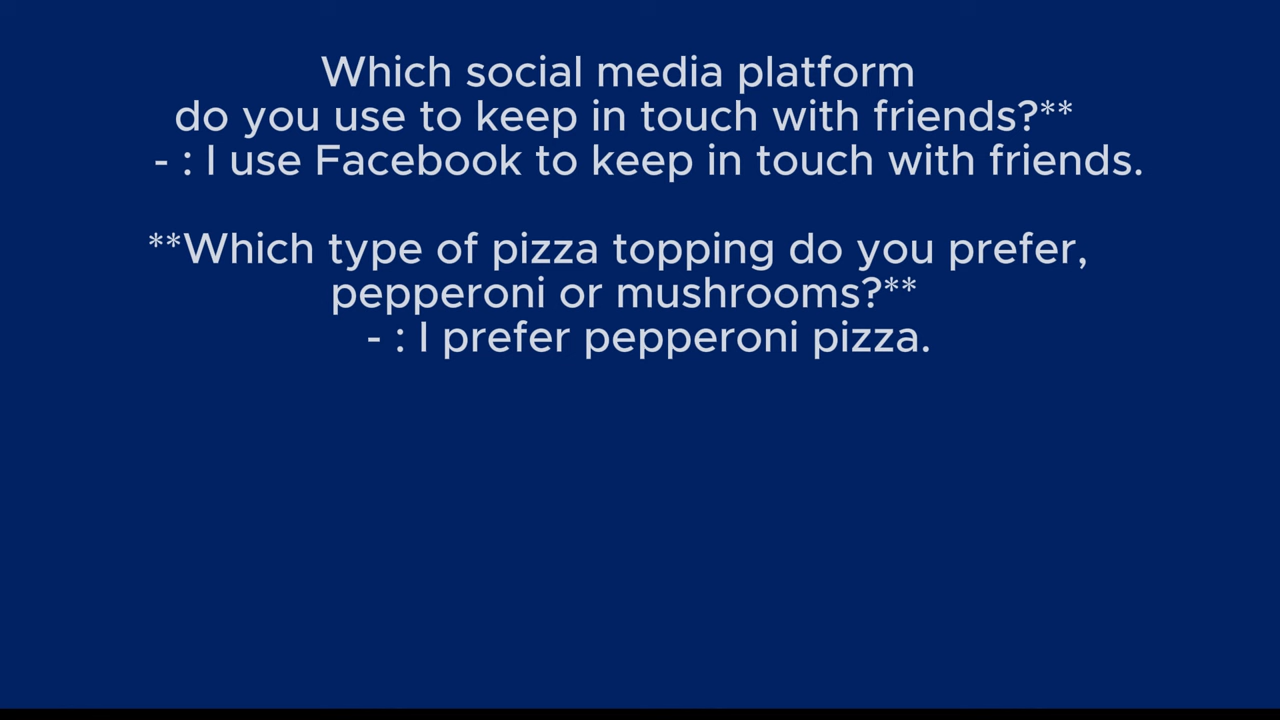 Which social media platform
do you use to keep in touch with friends?**
- : I use Facebook to keep in touch with friends.
**Which type of pizza topping do you prefer,
pepperoni or mushrooms?**
- : I prefer pepperoni pizza.